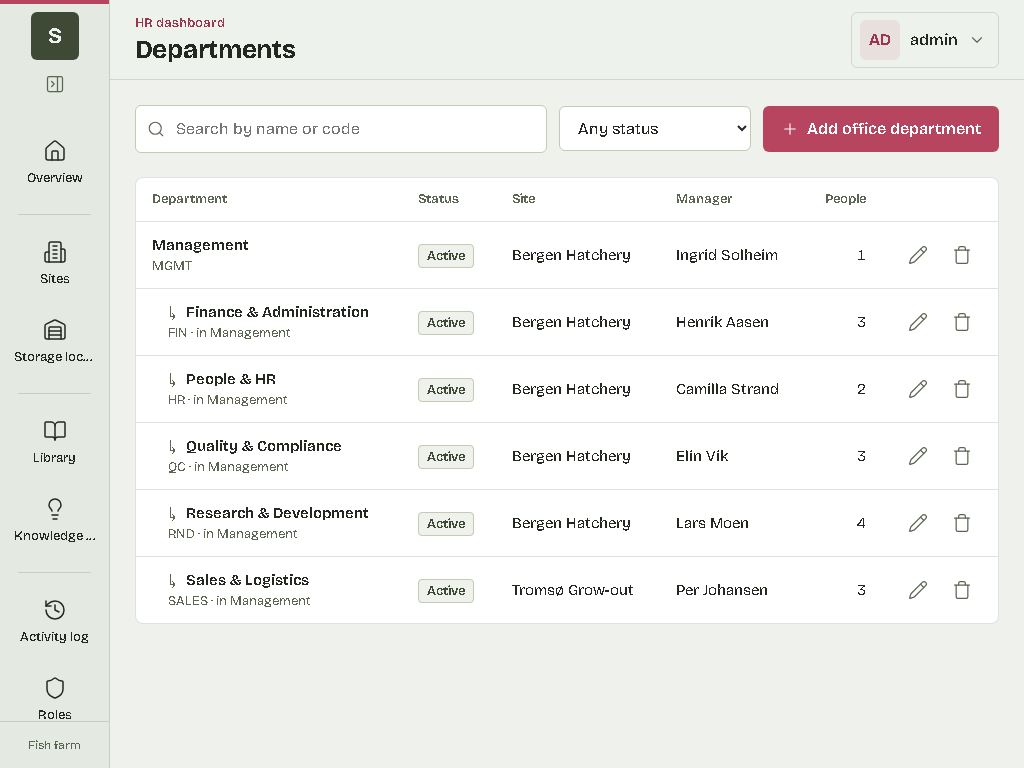 HR dashboard
Departments
S
AD admin
Search by name or code
Any status
Add office department
Overview
Sites
Storage loc...
Library
Knowledge ...
Activity log
Roles
Fish farm
Department Status Site Manager People
Management
MGMT
Active Bergen Hatchery Ingrid Solheim 1
↳ Finance & Administration
FIN · in Management
Active Bergen Hatchery Henrik Aasen 3
↳ People & HR
HR · in Management
Active Bergen Hatchery Camilla Strand 2
↳ Quality & Compliance
QC · in Management
Active Bergen Hatchery Elin Vik 3
↳ Research & Development
RND · in Management
Active Bergen Hatchery Lars Moen 4
↳ Sales & Logistics
SALES · in Management
Active Tromsø Grow-out Per Johansen 3